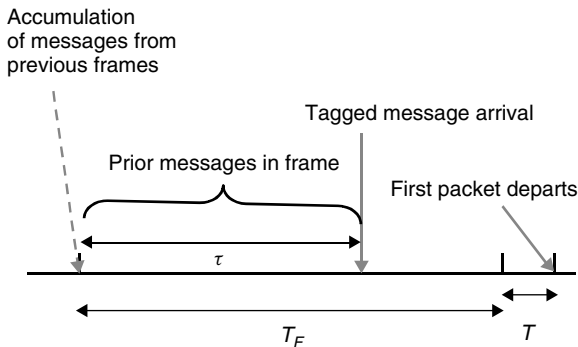 Accumulation
of messages from
previous frames
Tagged message arrival
Prior messages in frame
First packet departs
τ
T_F
T